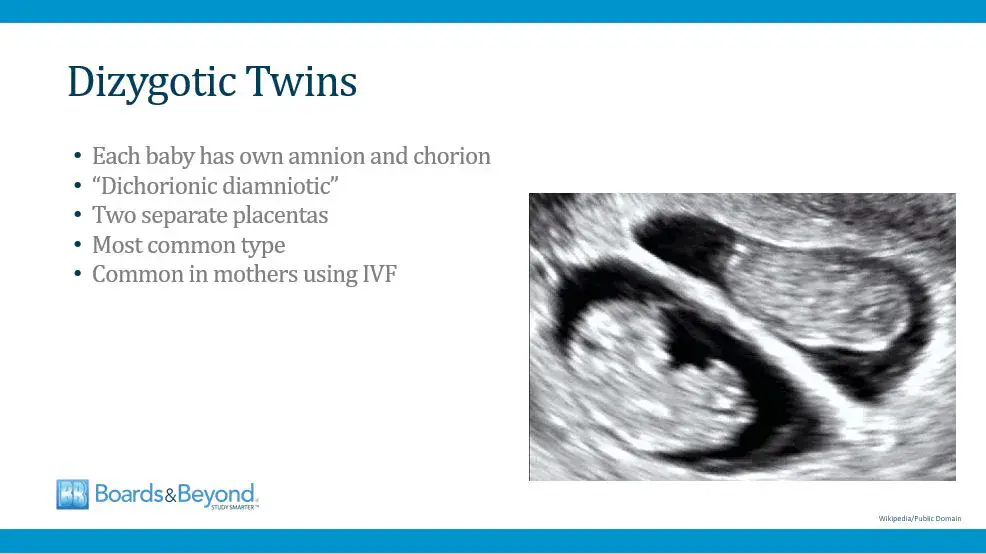 Dizygotic Twins
• Each baby has own amnion and chorion
• “Dichorionic diamniotic”
• Two separate placentas
• Most common type
• Common in mothers using IVF
BB Boards&Beyond.
STUDY SMARTER™
Wikipedia/Public Domain